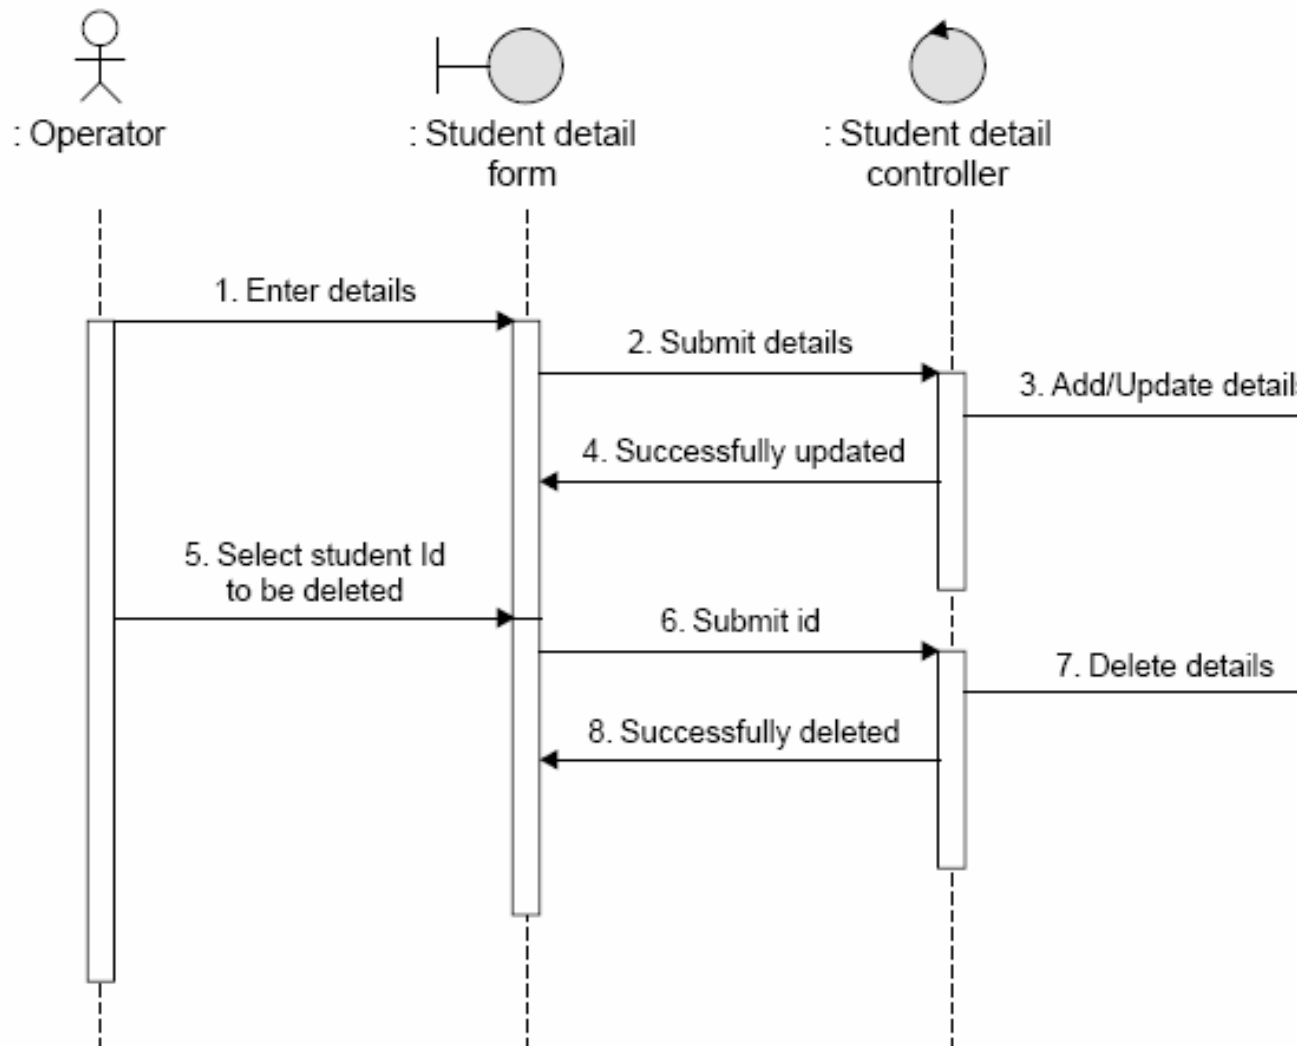 : Operator
: Student detail
form
: Student detail
controller
1. Enter details
2. Submit details
3. Add/Update details
4. Successfully updated
5. Select student Id
to be deleted
6. Submit id
7. Delete details
8. Successfully deleted